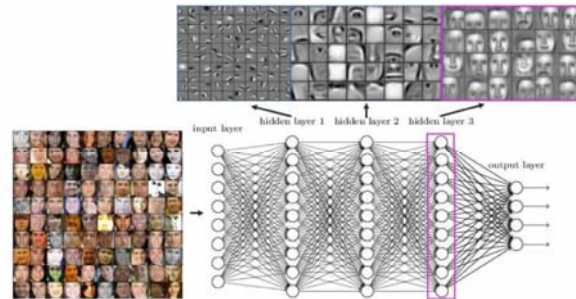 hidden layer 1 hidden layer 2 hidden layer 3
input layer
output layer